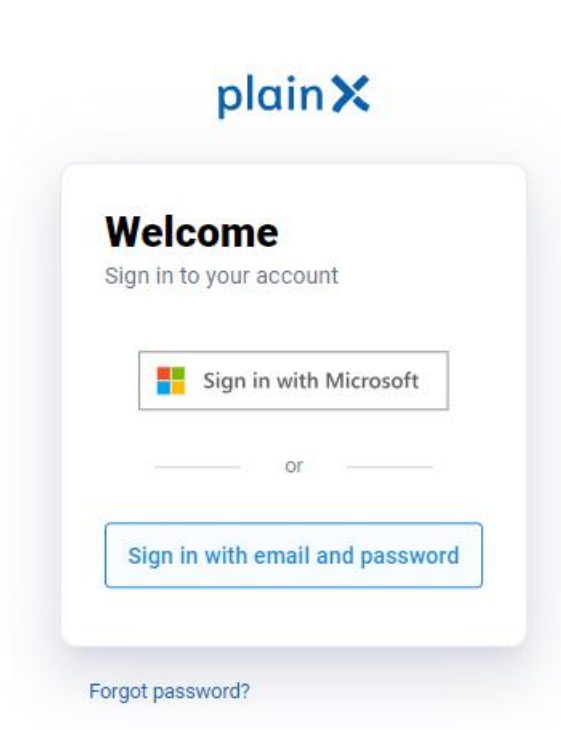 plain X
Welcome
Sign in to your account
Sign in with Microsoft
or
Sign in with email and password
Forgot password?